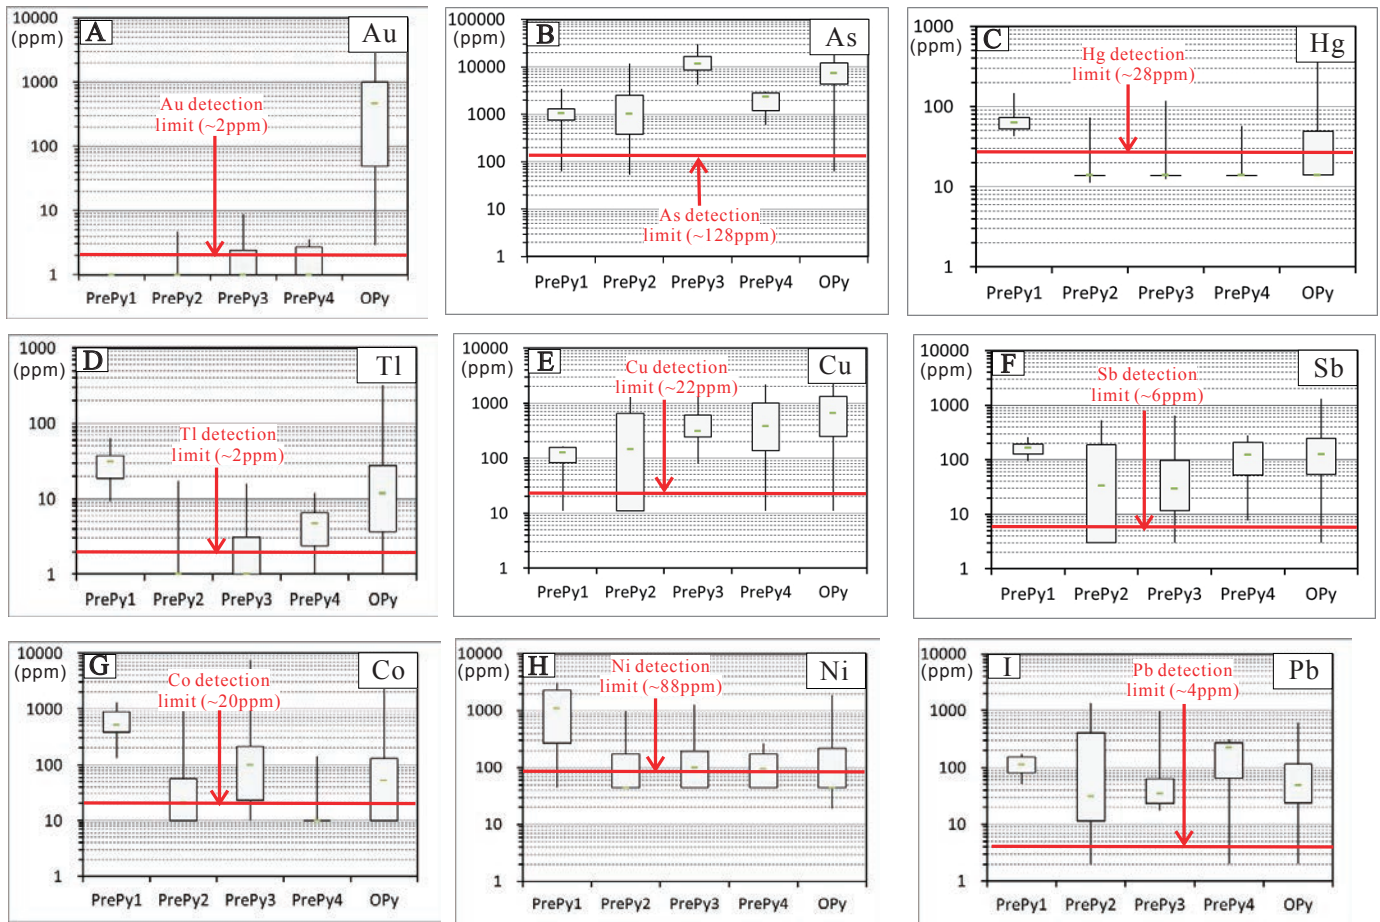 10000
(ppm)
A
Au
1000
Au detection
limit (~2ppm)
100
10
1
PrePy1 PrePy2 PrePy3 PrePy4 OPy
100000
(ppm)
B
As
10000
1000
100
As detection
limit (~128ppm)
10
1
PrePy1 PrePy2 PrePy3 PrePy4 OPy
1000
(ppm)
C
Hg
Hg detection
limit (~28ppm)
100
10
1
PrePy1 PrePy2 PrePy3 PrePy4 OPy
1000
(ppm)
D
Tl
100
Tl detection
limit (~2ppm)
10
1
PrePy1 PrePy2 PrePy3 PrePy4 OPy
10000
(ppm)
E
Cu
Cu detection
limit (~22ppm)
1000
100
10
1
PrePy1 PrePy2 PrePy3 PrePy4 OPy
10000
(ppm)
F
Sb
Sb detection
limit (~6ppm)
1000
100
10
1
PrePy1 PrePy2 PrePy3 PrePy4 OPy
10000
(ppm)
G
Co
Co detection
limit (~20ppm)
1000
100
10
1
PrePy1 PrePy2 PrePy3 PrePy4 OPy
10000
(ppm)
H
Ni
Ni detection
limit (~88ppm)
1000
100
10
1
PrePy1 PrePy2 PrePy3 PrePy4 OPy
10000
(ppm)
I
Pb
Pb detection
limit (~4ppm)
1000
100
10
1
PrePy1 PrePy2 PrePy3 PrePy4 OPy